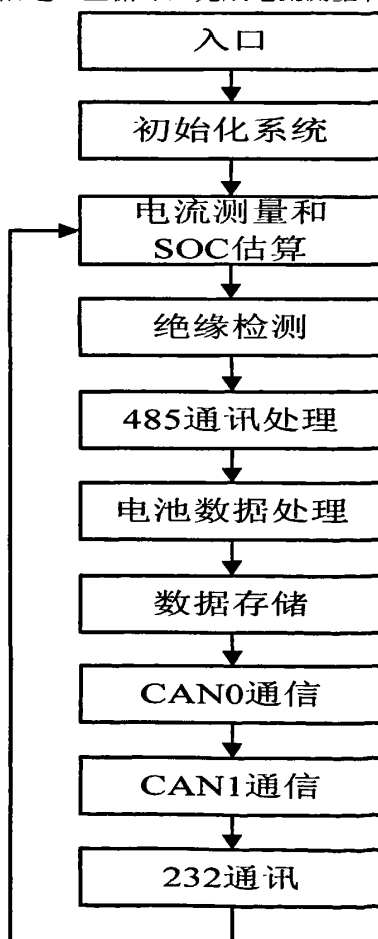 入口
初始化系统
电流测量和
SOC估算
绝缘检测
485通讯处理
电池数据处理
数据存储
CAN0通信
CAN1通信
232通讯